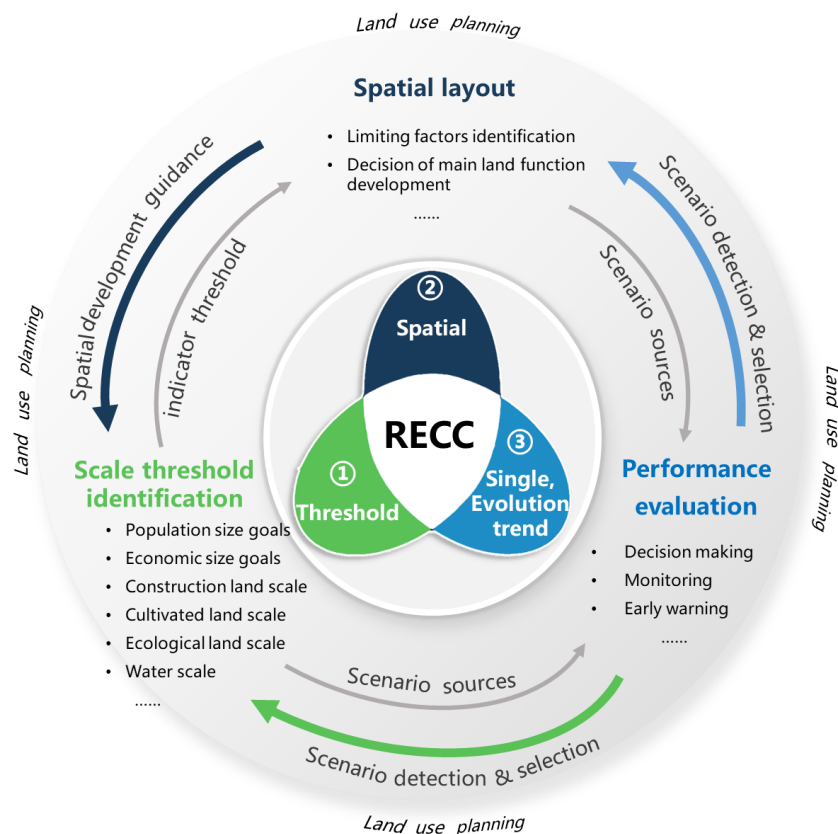 Land use planning
Spatial layout
• Limiting factors identification
• Decision of main land function
development
......
Spatial development guidance
indicator threshold
Scenario sources
Scenario detection & selection
Land use planning
Land use planning
②
Spatial
RECC
①
Threshold
③
Single,
Evolution
trend
Scale threshold
identification
• Population size goals
• Economic size goals
• Construction land scale
• Cultivated land scale
• Ecological land scale
• Water scale
......
Performance
evaluation
• Decision making
• Monitoring
• Early warning
......
Scenario sources
Scenario detection & selection
Land use planning